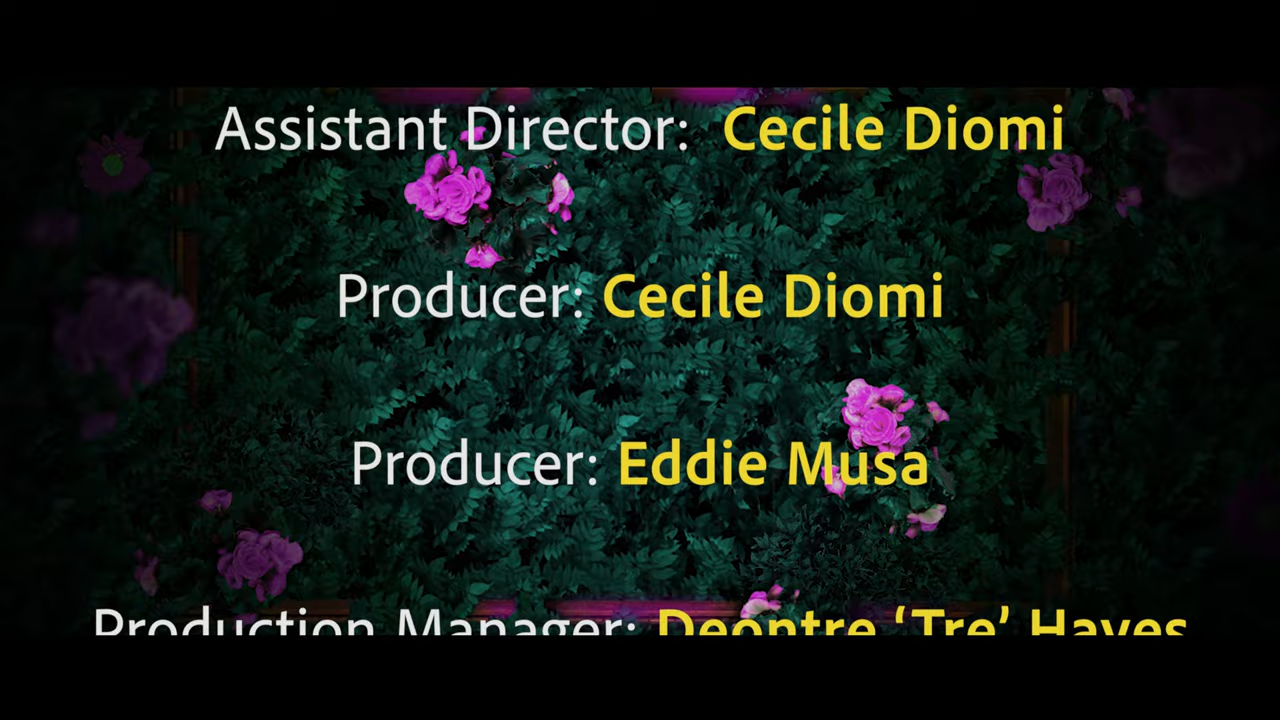 Assistant Director: Cecile Diomi
Producer: Cecile Diomi
Producer: Eddie Musa
Production Manager: Deontre ‘Tre’ Hayes